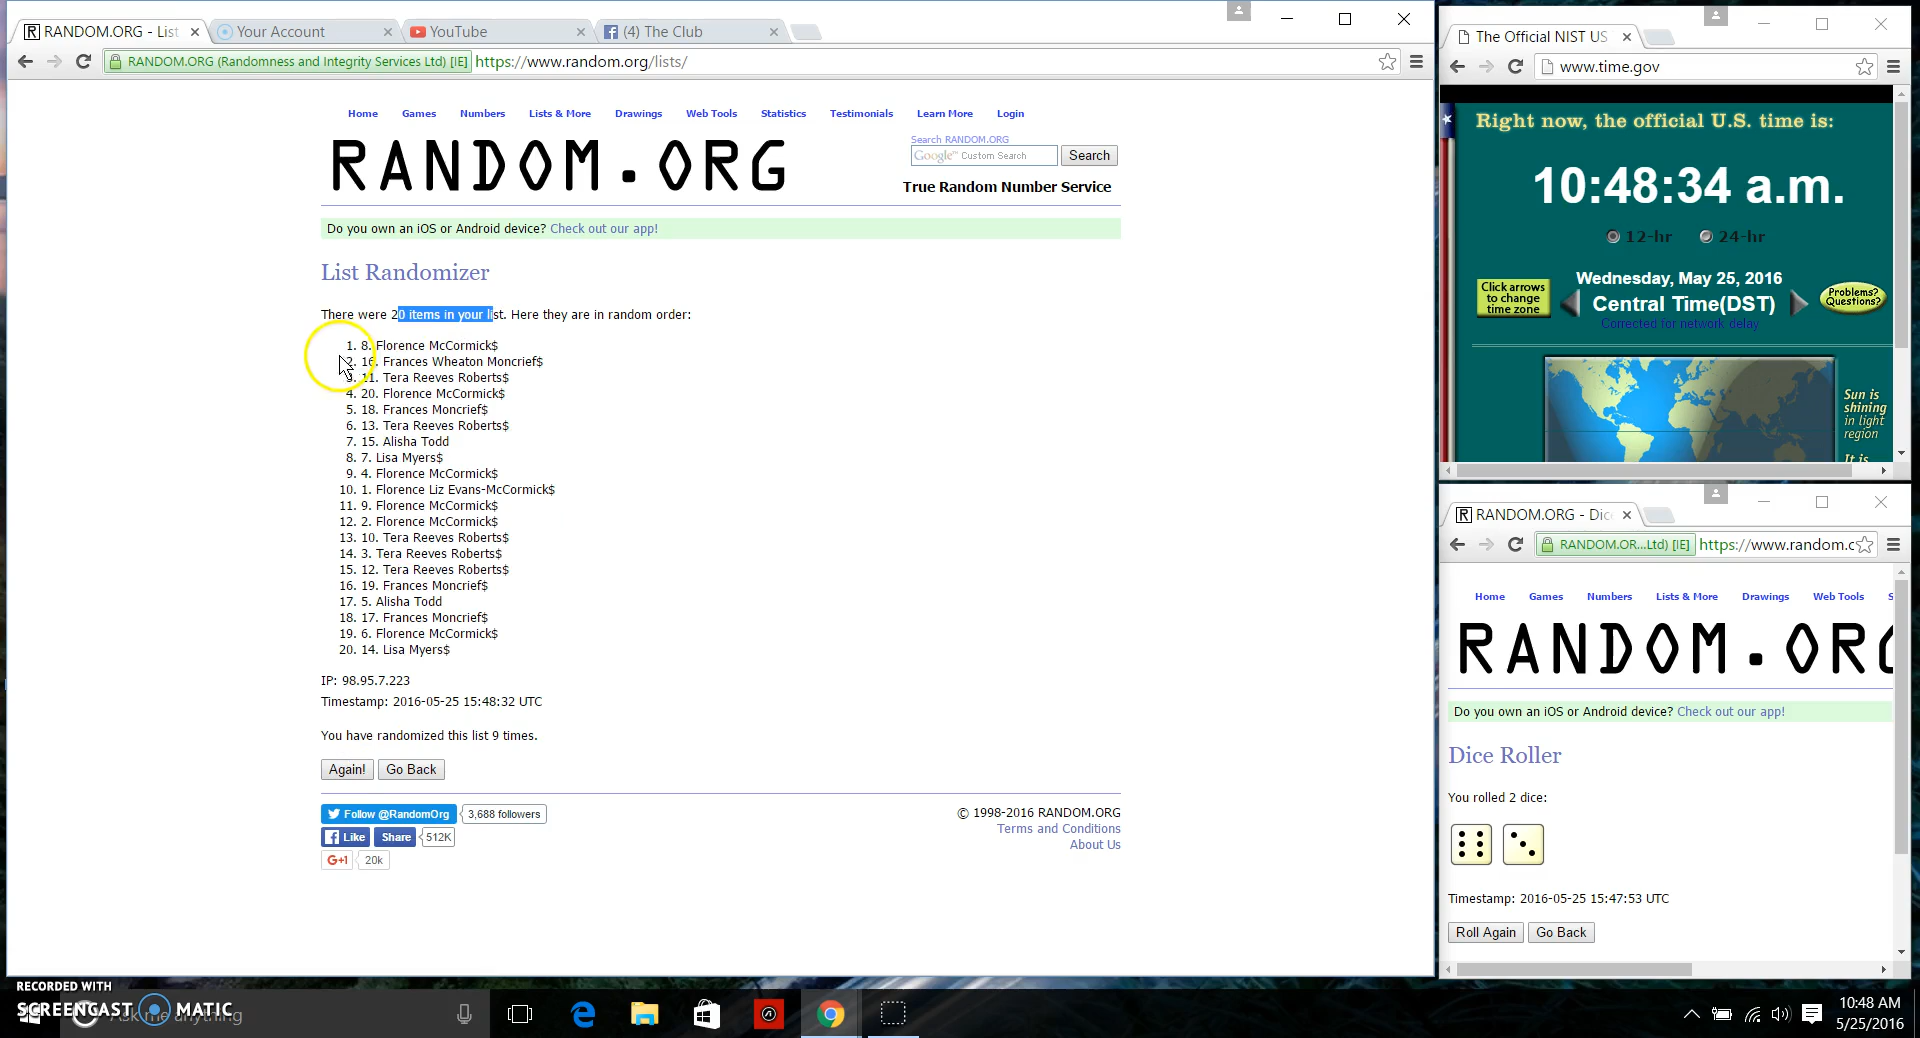 RANDOM.ORG - List
Your Account
YouTube
(4) The Club
RANDOM.ORG (Randomness and Integrity Services Ltd) [IE] https://www.random.org/lists/
Home Games Numbers Lists & More Drawings Web Tools Statistics Testimonials Learn More Login
RANDOM.ORG
Search RANDOM.ORG
Google™ Custom Search Search
True Random Number Service
Do you own an iOS or Android device? Check out our app!
List Randomizer
There were 20 items in your list. Here they are in random order:
1. 8. Florence McCormick$
2. 16. Frances Wheaton Moncrief$
3. 11. Tera Reeves Roberts$
4. 20. Florence McCormick$
5. 18. Frances Moncrief$
6. 13. Tera Reeves Roberts$
7. 15. Alisha Todd
8. 7. Lisa Myers$
9. 4. Florence McCormick$
10. 1. Florence Liz Evans-McCormick$
11. 9. Florence McCormick$
12. 2. Florence McCormick$
13. 10. Tera Reeves Roberts$
14. 3. Tera Reeves Roberts$
15. 12. Tera Reeves Roberts$
16. 19. Frances Moncrief$
17. 5. Alisha Todd
18. 17. Frances Moncrief$
19. 6. Florence McCormick$
20. 14. Lisa Myers$
IP: 98.95.7.223
Timestamp: 2016-05-25 15:48:32 UTC
You have randomized this list 9 times.
Again! Go Back
Follow @RandomOrg 3,688 followers
Like Share 512K
G+1 20k
© 1998-2016 RANDOM.ORG
Terms and Conditions
About Us
The Official NIST US
www.time.gov
Right now, the official U.S. time is:
10:48:34 a.m.
12-hr 24-hr
Click arrows
to change
time zone
Wednesday, May 25, 2016
Central Time(DST)
Corrected for network delay
Problems?
Questions?
Sun is
shining
in light
region
It is
RANDOM.ORG - Dic
RANDOM.OR...Ltd) [IE] https://www.random.c
Home Games Numbers Lists & More Drawings Web Tools S
RANDOM.ORG
Do you own an iOS or Android device? Check out our app!
Dice Roller
You rolled 2 dice:
Timestamp: 2016-05-25 15:47:53 UTC
Roll Again Go Back
RECORDED WITH
SCREENCAST MATIC
Ask me anything
10:48 AM
5/25/2016